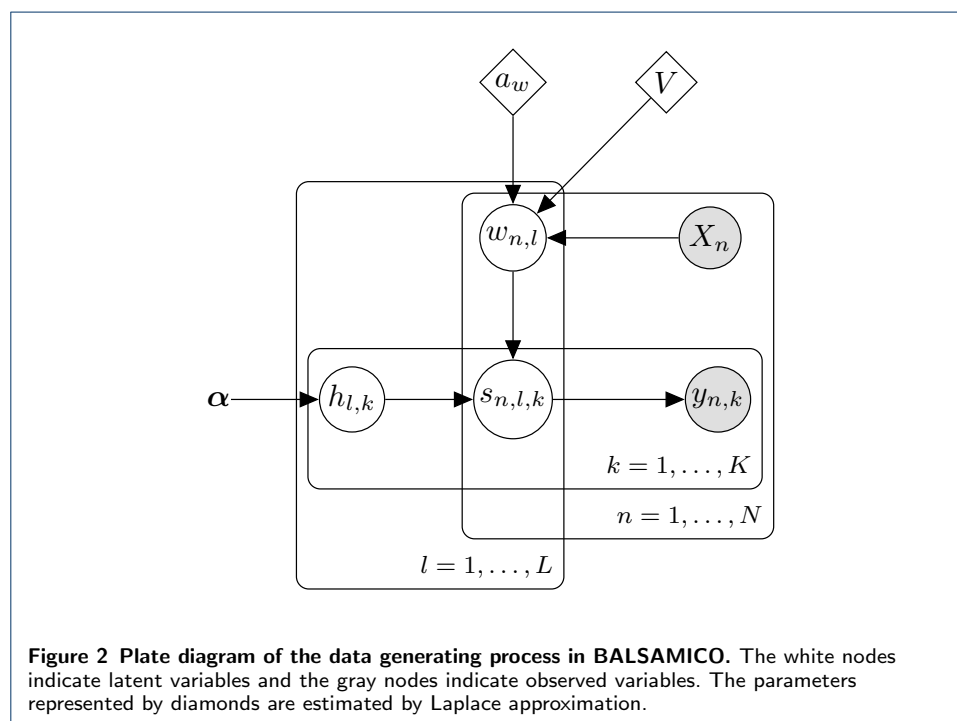 a_w V
w_{n,l} X_n
α h_{l,k} s_{n,l,k} y_{n,k}
k = 1, . . . , K
n = 1, . . . , N
l = 1, . . . , L
Figure 2 Plate diagram of the data generating process in BALSAMICO. The white nodes
indicate latent variables and the gray nodes indicate observed variables. The parameters
represented by diamonds are estimated by Laplace approximation.